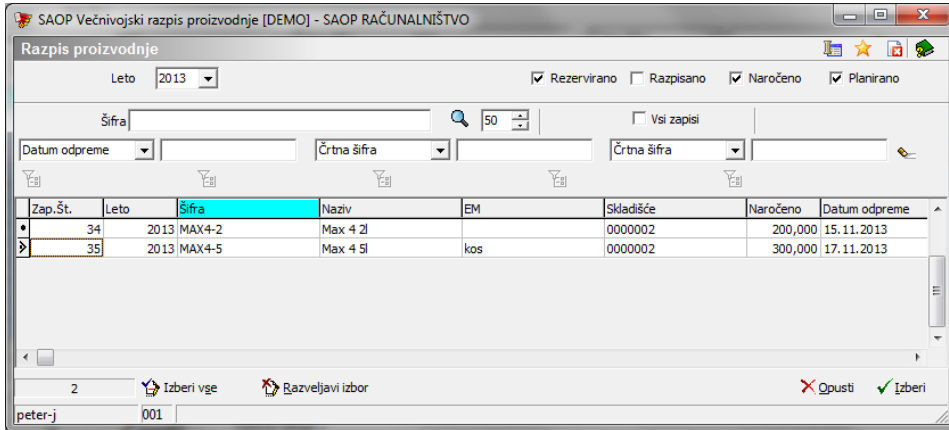 SAOP Večnivojski razpis proizvodnje [DEMO] - SAOP RAČUNALNIŠTVO
Razpis proizvodnje
Leto 2013 Rezervirano Razpisano Naročeno Planirano
Šifra 50 Vsi zapisi
Datum odpreme Črtna šifra Črtna šifra
Zap.Št. Leto Šifra Naziv EM Skladišće Naročeno Datum odpreme
34 2013 MAX4-2 Max 4 2l 0000002 200,000 15.11.2013
35 2013 MAX4-5 Max 4 5l kos 0000002 300,000 17.11.2013
2 Izberi vse Razveljavi izbor Opusti Izberi
peter-j 001